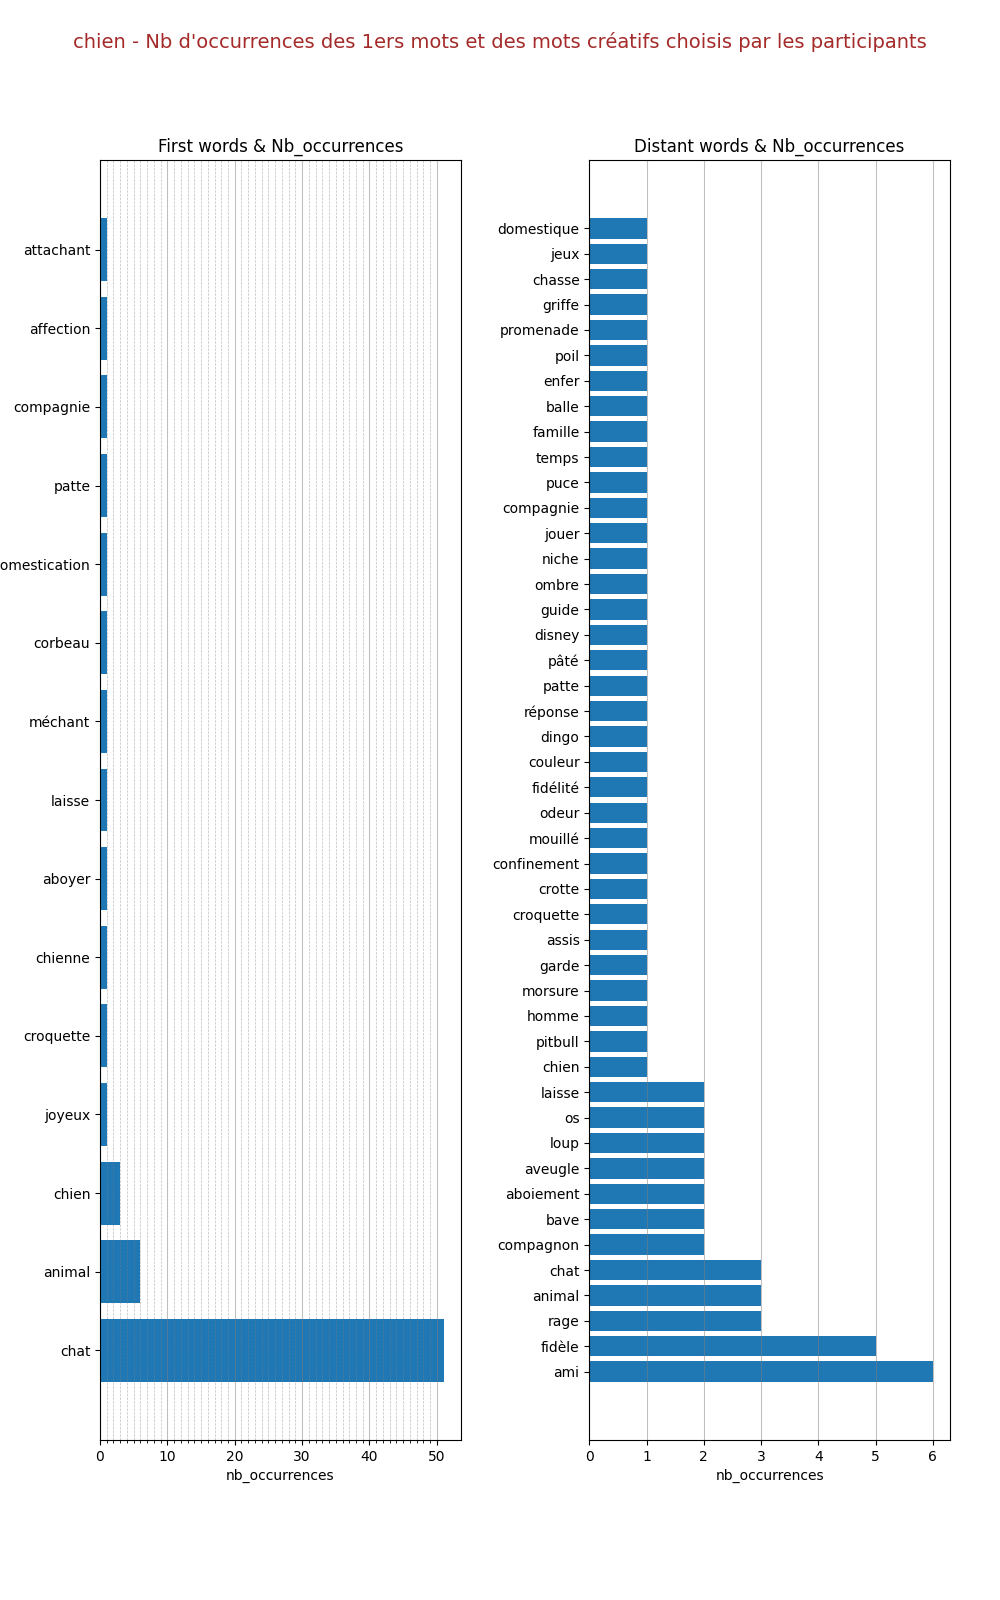 chien - Nb d'occurrences des 1ers mots et des mots créatifs choisis par les participants
First words & Nb_occurrences
attachant
affection
compagnie
patte
omestication
corbeau
méchant
laisse
aboyer
chienne
croquette
joyeux
chien
animal
chat
0 10 20 30 40 50
nb_occurrences
Distant words & Nb_occurrences
domestique
jeux
chasse
griffe
promenade
poil
enfer
balle
famille
temps
puce
compagnie
jouer
niche
ombre
guide
disney
pâté
patte
réponse
dingo
couleur
fidélité
odeur
mouillé
confinement
crotte
croquette
assis
garde
morsure
homme
pitbull
chien
laisse
os
loup
aveugle
aboiement
bave
compagnon
chat
animal
rage
fidèle
ami
0 1 2 3 4 5 6
nb_occurrences